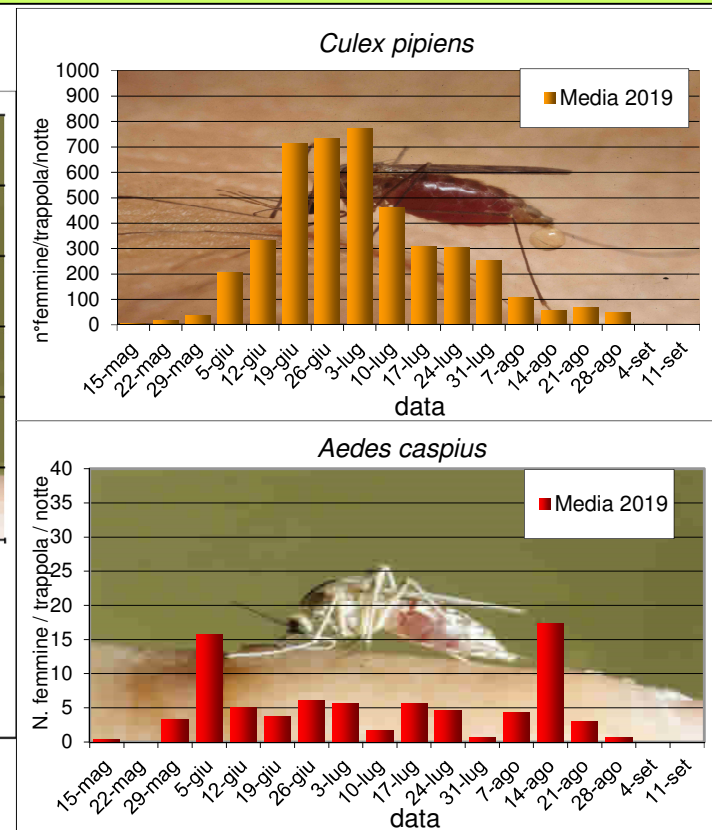 Culex pipiens
1000
900
800
700
600
500
400
300
200
100
0
n°femmine/trappola/notte
Media 2019
15-mag
22-mag
29-mag
5-giu
12-giu
19-giu
26-giu
3-lug
10-lug
17-lug
24-lug
31-lug
7-ago
14-ago
21-ago
28-ago
4-set
11-set
data
Aedes caspius
40
35
30
25
20
15
10
5
0
N. femmine / trappola / notte
Media 2019
15-mag
22-mag
29-mag
5-giu
12-giu
19-giu
26-giu
3-lug
10-lug
17-lug
24-lug
31-lug
7-ago
14-ago
21-ago
28-ago
4-set
11-set
data